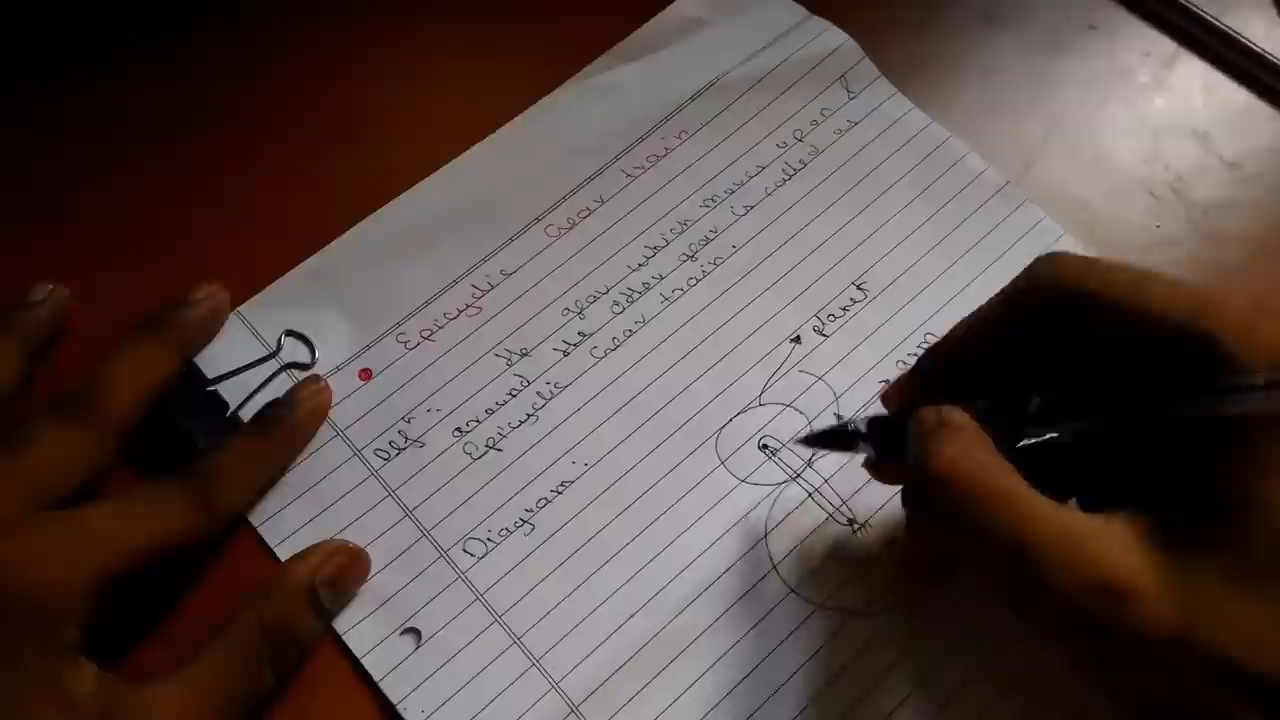 Epicyclic Gear train.
Defn: the gear which moves upon &
around the other gear is called as
Epicyclic Gear train.
Diagram:
planet
arm